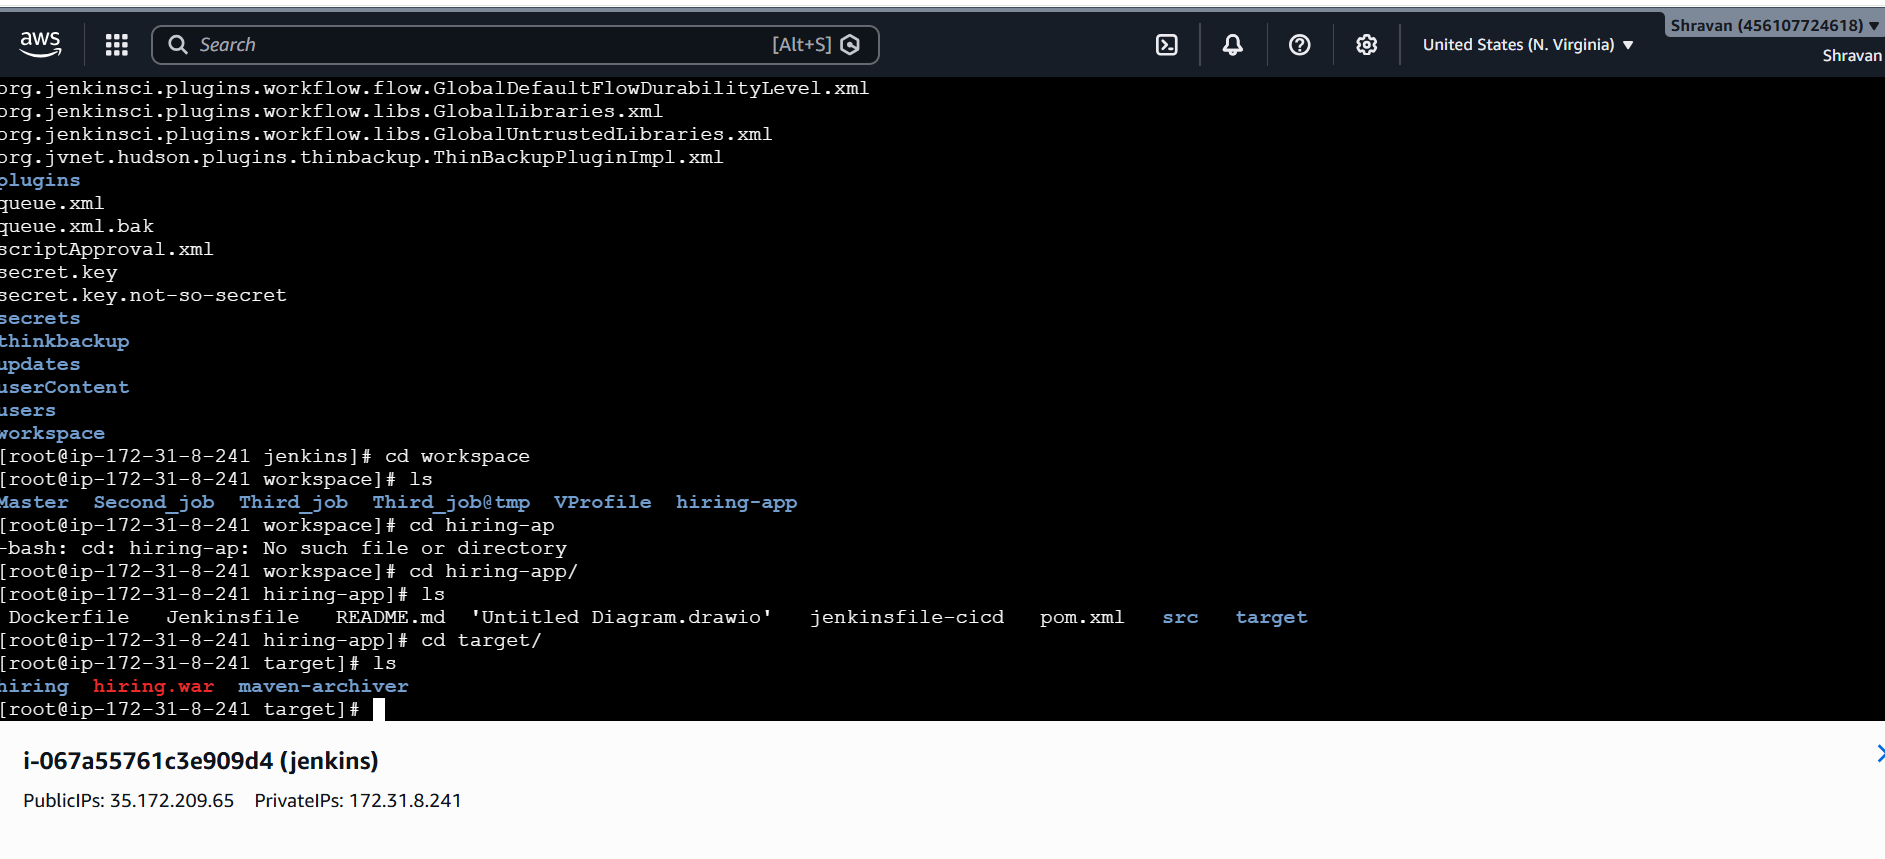 aws Search [Alt+S] United States (N. Virginia) ▼ Shravan (456107724618) ▼
Shravan
org.jenkinsci.plugins.workflow.flow.GlobalDefaultFlowDurabilityLevel.xml
org.jenkinsci.plugins.workflow.libs.GlobalLibraries.xml
org.jenkinsci.plugins.workflow.libs.GlobalUntrustedLibraries.xml
org.jvnet.hudson.plugins.thinbackup.ThinBackupPluginImpl.xml
plugins
queue.xml
queue.xml.bak
scriptApproval.xml
secret.key
secret.key.not-so-secret
secrets
thinkbackup
updates
userContent
users
workspace
[root@ip-172-31-8-241 jenkins]# cd workspace
[root@ip-172-31-8-241 workspace]# ls
Master  Second_job  Third_job  Third_job@tmp  VProfile  hiring-app
[root@ip-172-31-8-241 workspace]# cd hiring-ap
-bash: cd: hiring-ap: No such file or directory
[root@ip-172-31-8-241 workspace]# cd hiring-app/
[root@ip-172-31-8-241 hiring-app]# ls
Dockerfile   Jenkinsfile   README.md  'Untitled Diagram.drawio'   jenkinsfile-cicd   pom.xml   src   target
[root@ip-172-31-8-241 hiring-app]# cd target/
[root@ip-172-31-8-241 target]# ls
hiring  hiring.war  maven-archiver
[root@ip-172-31-8-241 target]#
i-067a55761c3e909d4 (jenkins)
PublicIPs: 35.172.209.65 PrivateIPs: 172.31.8.241